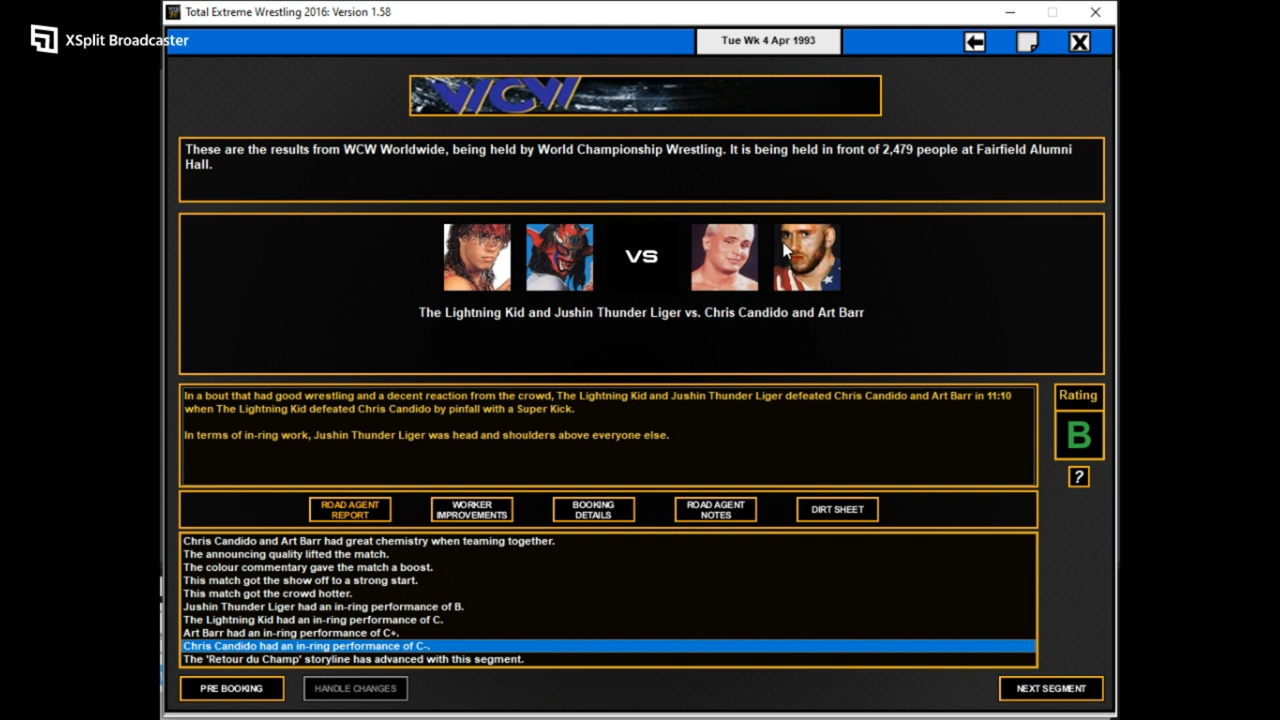 XSplit Broadcaster
Total Extreme Wrestling 2016: Version 1.58
Tue Wk 4 Apr 1993
WCW
These are the results from WCW Worldwide, being held by World Championship Wrestling. It is being held in front of 2,479 people at Fairfield Alumni
Hall.
VS
The Lightning Kid and Jushin Thunder Liger vs. Chris Candido and Art Barr
In a bout that had good wrestling and a decent reaction from the crowd, The Lightning Kid and Jushin Thunder Liger defeated Chris Candido and Art Barr in 11:10
when The Lightning Kid defeated Chris Candido by pinfall with a Super Kick.
In terms of in-ring work, Jushin Thunder Liger was head and shoulders above everyone else.
Rating
B
?
ROAD AGENT
REPORT
WORKER
IMPROVEMENTS
BOOKING
DETAILS
ROAD AGENT
NOTES
DIRT SHEET
Chris Candido and Art Barr had great chemistry when teaming together.
The announcing quality lifted the match.
The colour commentary gave the match a boost.
This match got the show off to a strong start.
This match got the crowd hotter.
Jushin Thunder Liger had an in-ring performance of B.
The Lightning Kid had an in-ring performance of C.
Art Barr had an in-ring performance of C+.
Chris Candido had an in-ring performance of C-.
The 'Retour du Champ' storyline has advanced with this segment.
PRE BOOKING
HANDLE CHANGES
NEXT SEGMENT